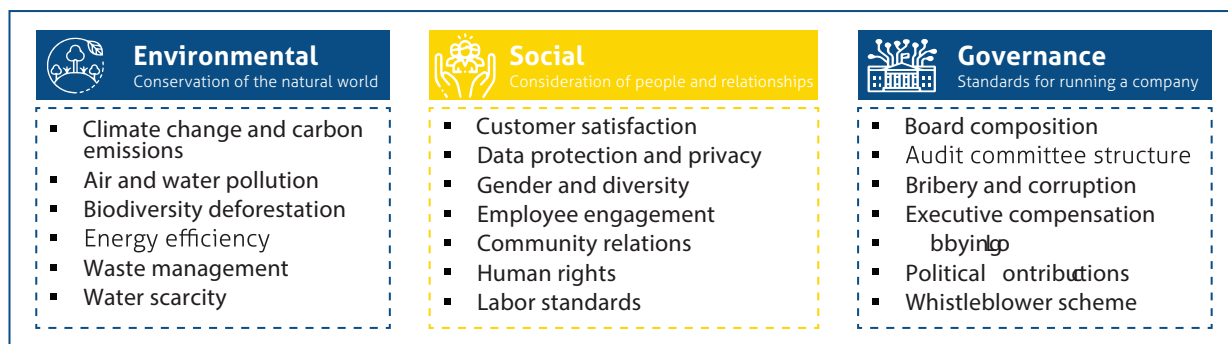 Environmental
Conservation of the natural world
▪ Climate change and carbon
emissions
▪ Air and water pollution
▪ Biodiversity deforestation
▪ Energy efficiency
▪ Waste management
▪ Water scarcity
Social
Consideration of people and relationships
▪ Customer satisfaction
▪ Data protection and privacy
▪ Gender and diversity
▪ Employee engagement
▪ Community relations
▪ Human rights
▪ Labor standards
Governance
Standards for running a company
▪ Board composition
▪ Audit committee structure
▪ Bribery and corruption
▪ Executive compensation
▪ bbyingLo
▪ Political ontributions
▪ Whistleblower scheme